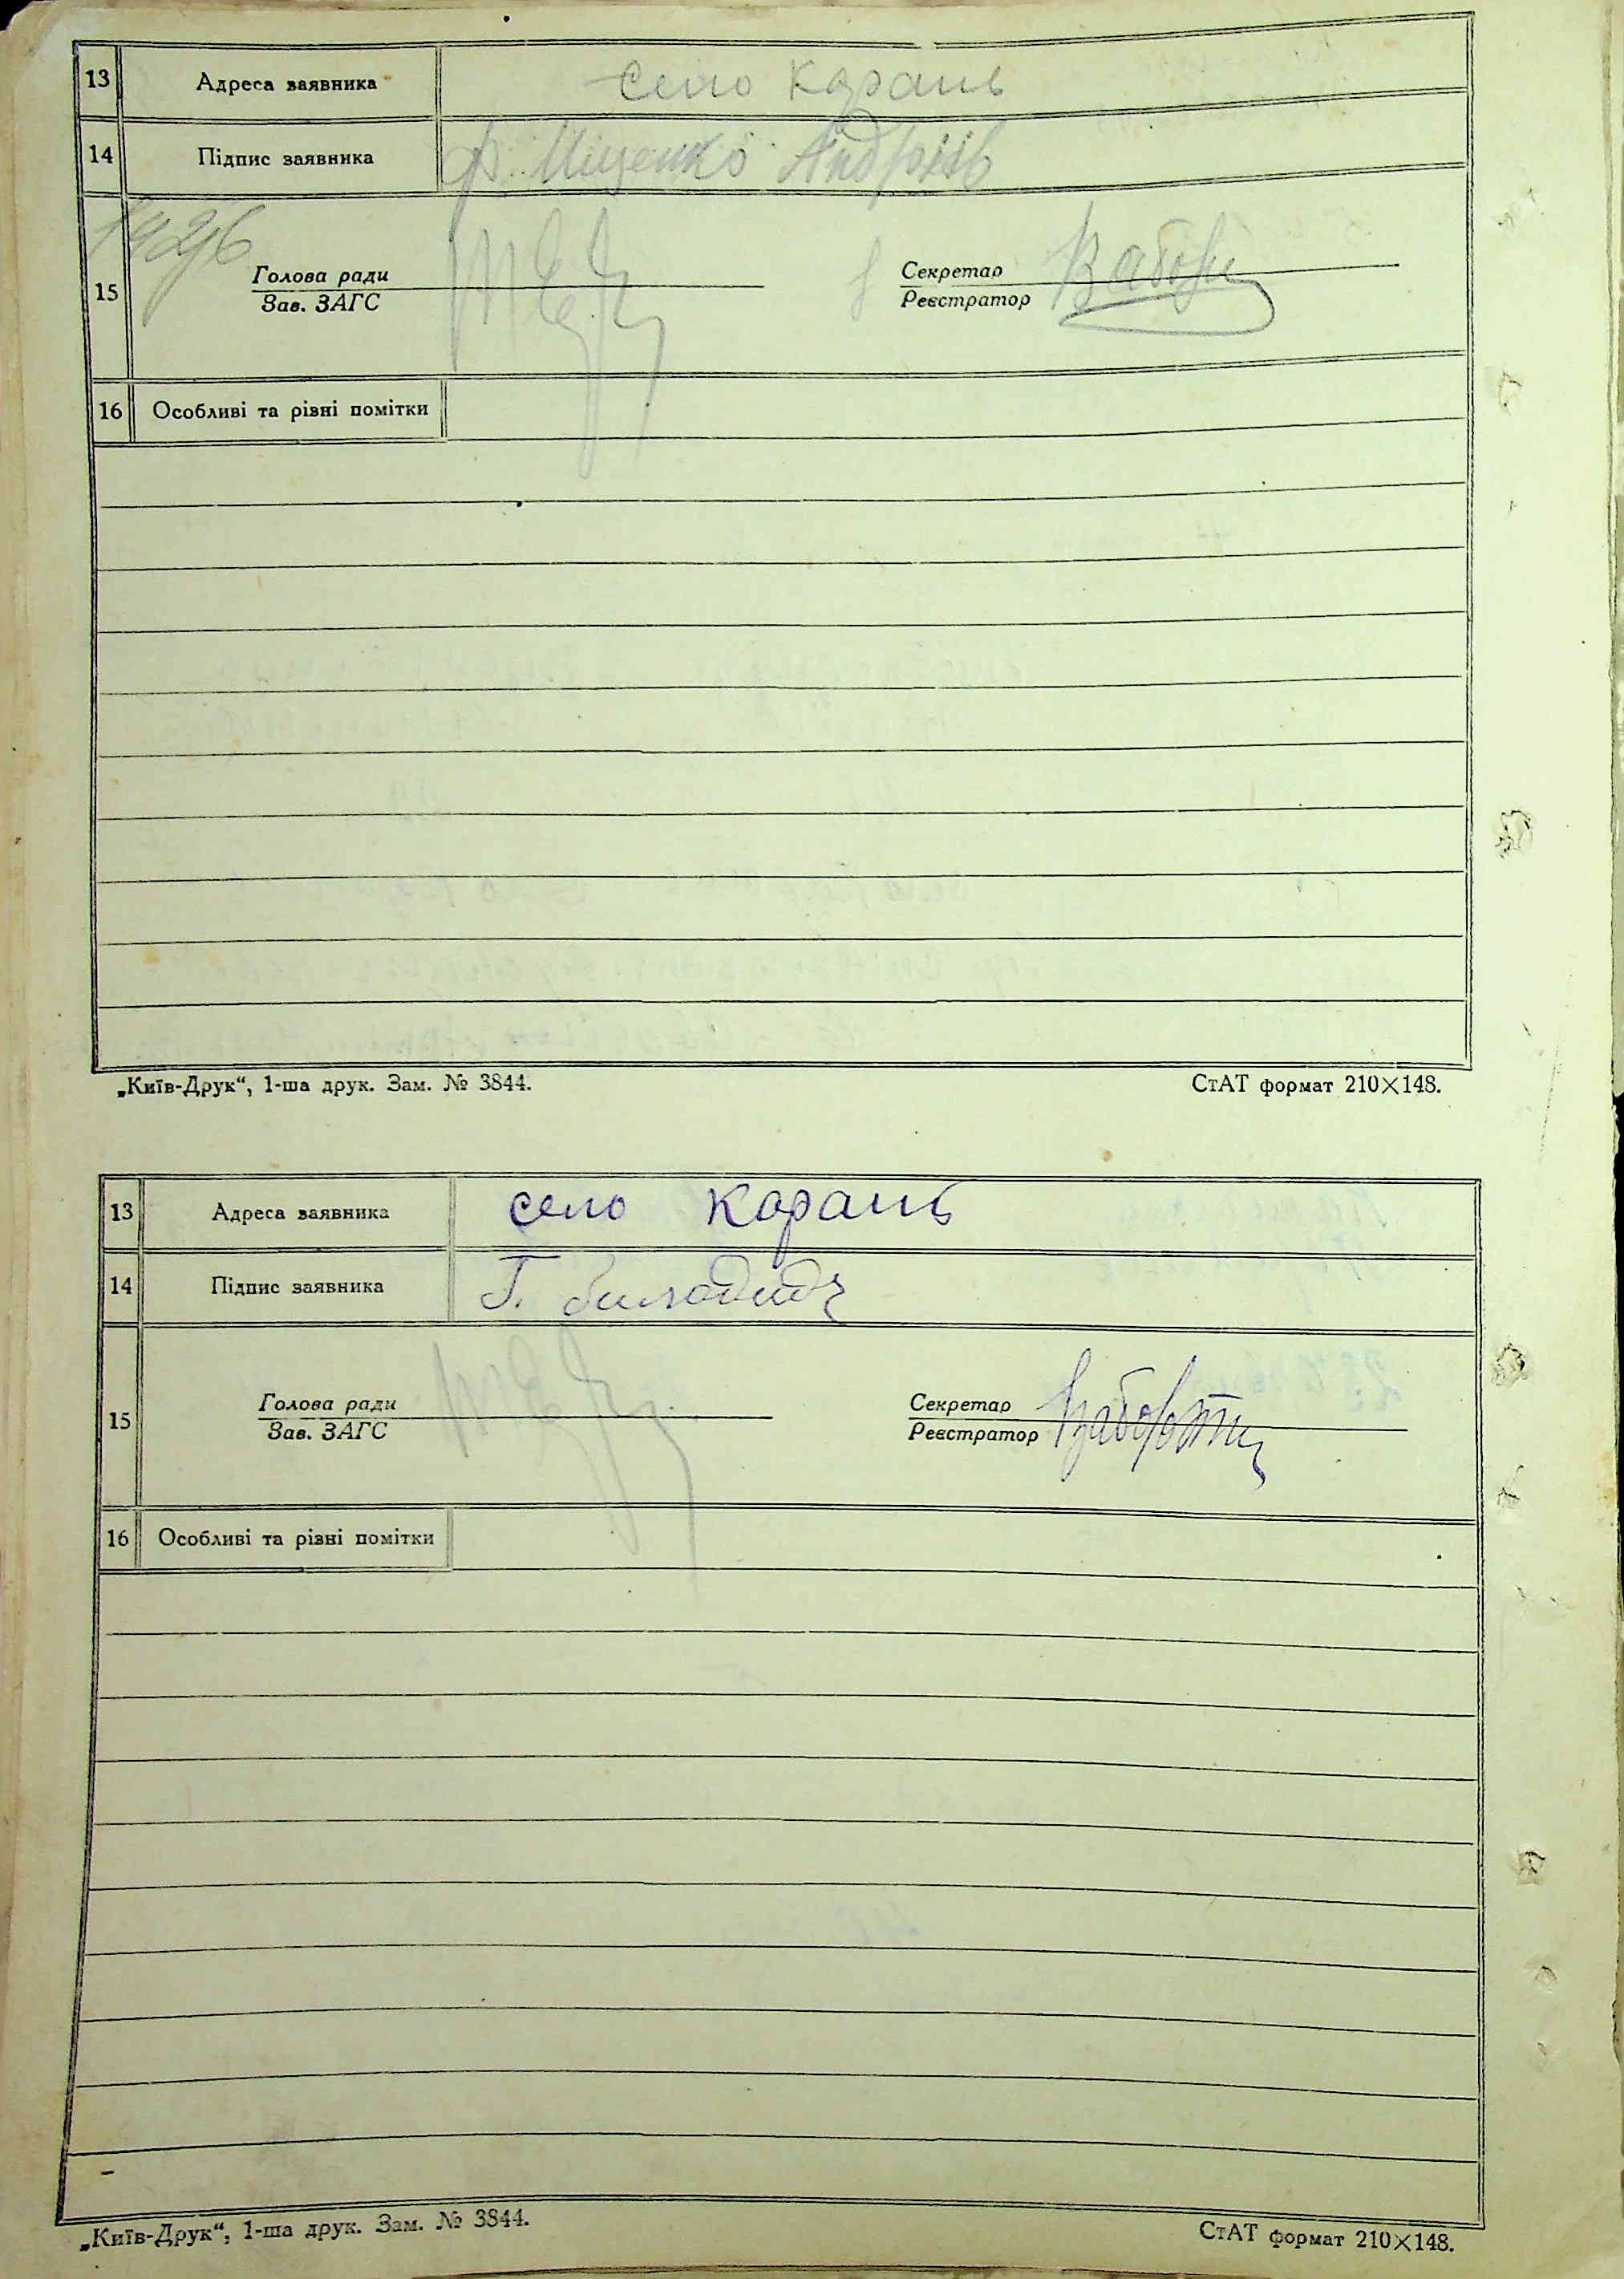 13 Адреса заявника село Карань
14 Підпис заявника Міщенко Андріів
1926
15 Голова ради Секретар
Зав. ЗАГС Реєстратор
16 Особливі та різні помітки
„Київ-Друк“, 1-ша друк. Зам. № 3844. СтАТ формат 210×148.
13 Адреса заявника село Карань
14 Підпис заявника Г. билодид
15 Голова ради Секретар
Зав. ЗАГС Реєстратор
16 Особливі та різні помітки
„Київ-Друк“, 1-ша друк. Зам. № 3844. СтАТ формат 210×148.